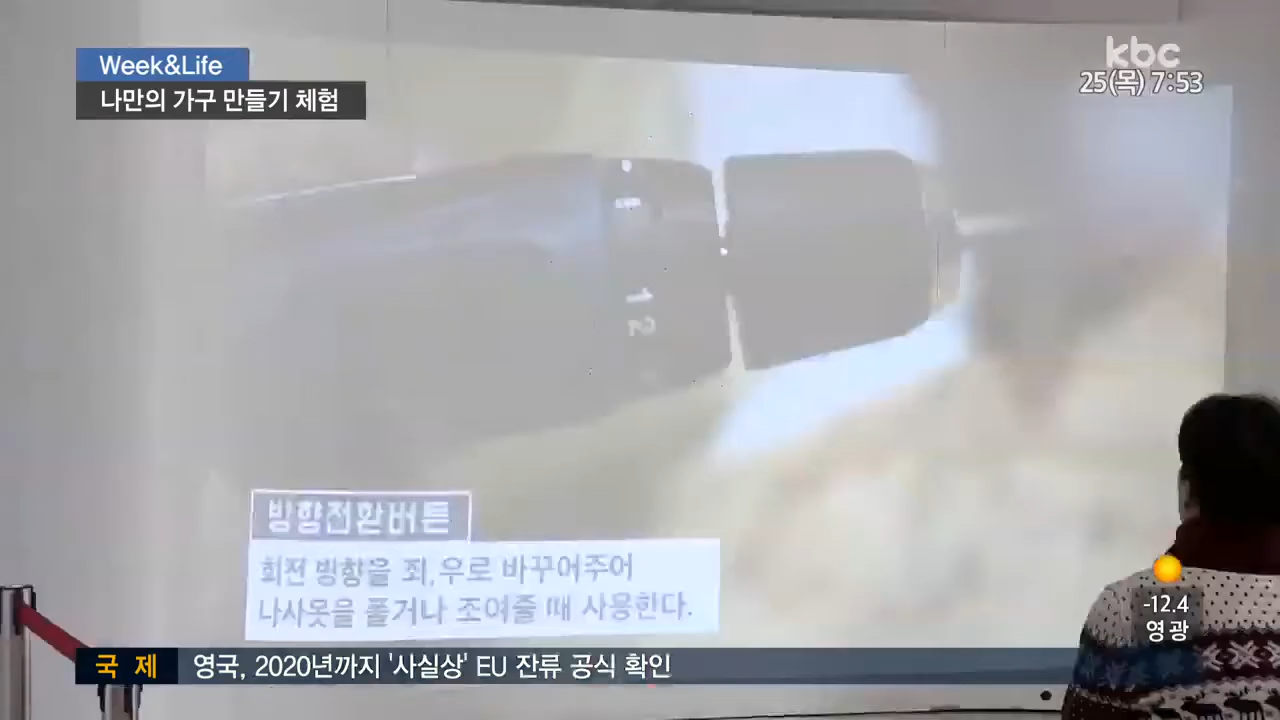 Week&Life
나만의 가구 만들기 체험
kbc
25(목) 7:53
1
2
방향전환버튼
회전 방향을 좌,우로 바꾸어주어
나사못을 풀거나 조여줄 때 사용한다.
-12.4
영광
국 제
영국, 2020년까지 '사실상' EU 잔류 공식 확인